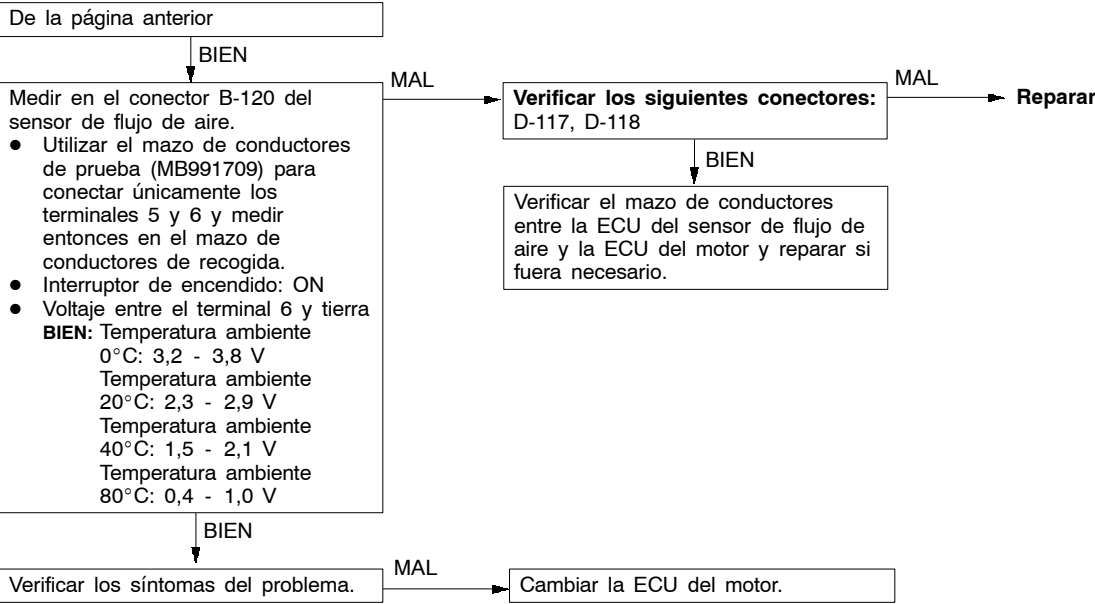 De la página anterior
BIEN
Medir en el conector B-120 del
sensor de flujo de aire.
● Utilizar el mazo de conductores
de prueba (MB991709) para
conectar únicamente los
terminales 5 y 6 y medir
entonces en el mazo de
conductores de recogida.
● Interruptor de encendido: ON
● Voltaje entre el terminal 6 y tierra
BIEN: Temperatura ambiente
0°C: 3,2 - 3,8 V
Temperatura ambiente
20°C: 2,3 - 2,9 V
Temperatura ambiente
40°C: 1,5 - 2,1 V
Temperatura ambiente
80°C: 0,4 - 1,0 V
MAL
Verificar los siguientes conectores:
D-117, D-118
MAL
Reparar
BIEN
Verificar el mazo de conductores
entre la ECU del sensor de flujo de
aire y la ECU del motor y reparar si
fuera necesario.
BIEN
Verificar los síntomas del problema.
MAL
Cambiar la ECU del motor.